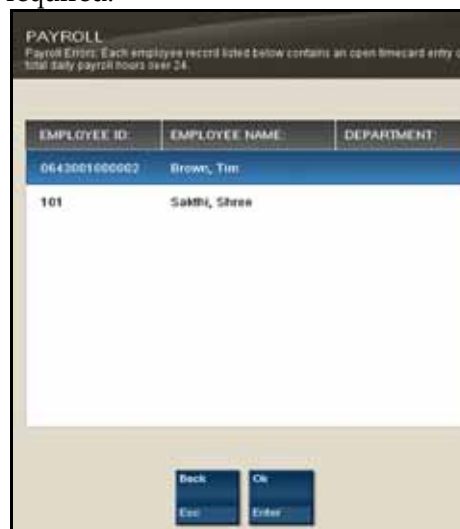 required.
PAYROLL
Payroll Errors: Each employee record listed below contains an open timecard entry o
total daily payroll hours over 24.
EMPLOYEE ID: EMPLOYEE NAME: DEPARTMENT:
0643001000002 Brown, Tim
101 Sakthi, Shree
Back Ok
Esc Enter